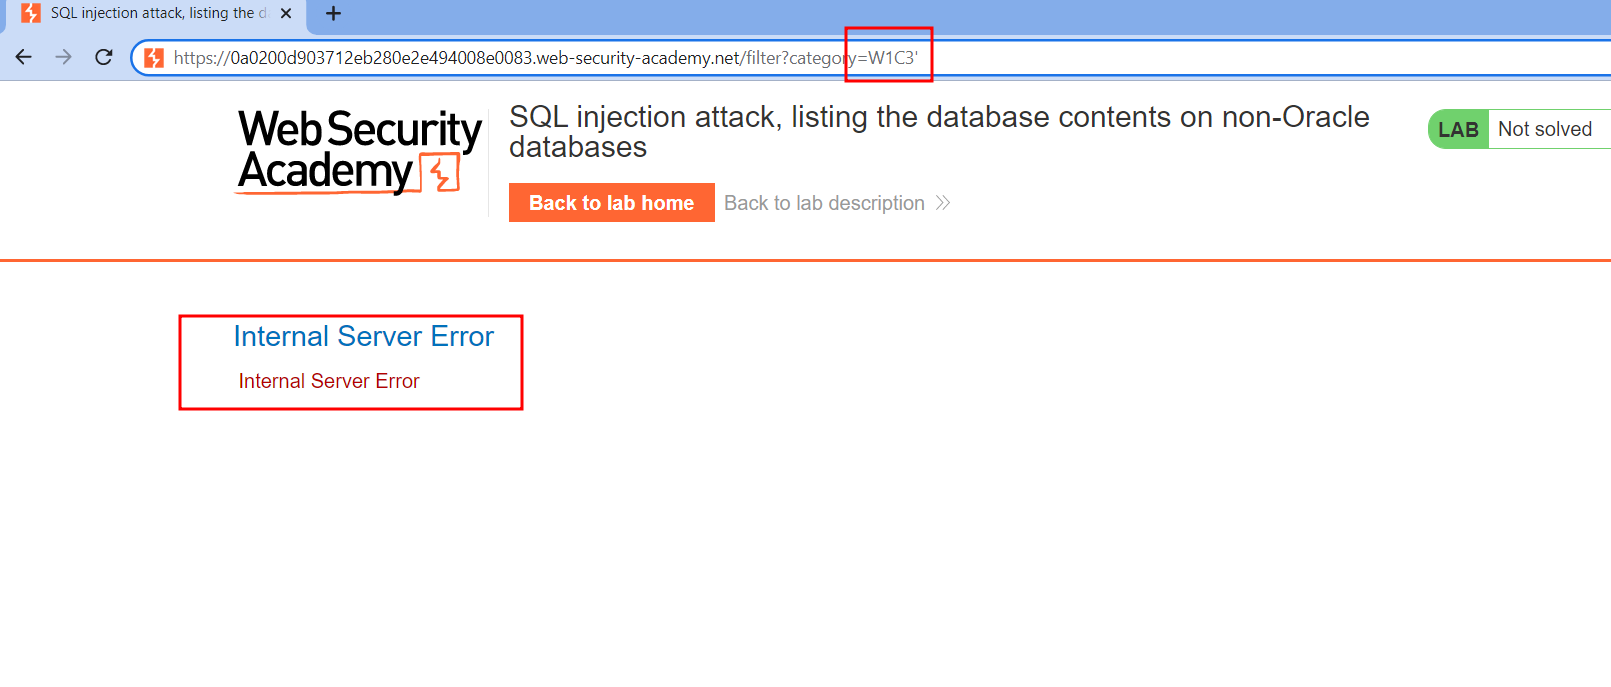 SQL injection attack, listing the d
https://0a0200d903712eb280e2e494008e0083.web-security-academy.net/filter?category=W1C3'
Web Security
Academy
SQL injection attack, listing the database contents on non-Oracle
databases
LAB Not solved
Back to lab home Back to lab description
Internal Server Error
Internal Server Error